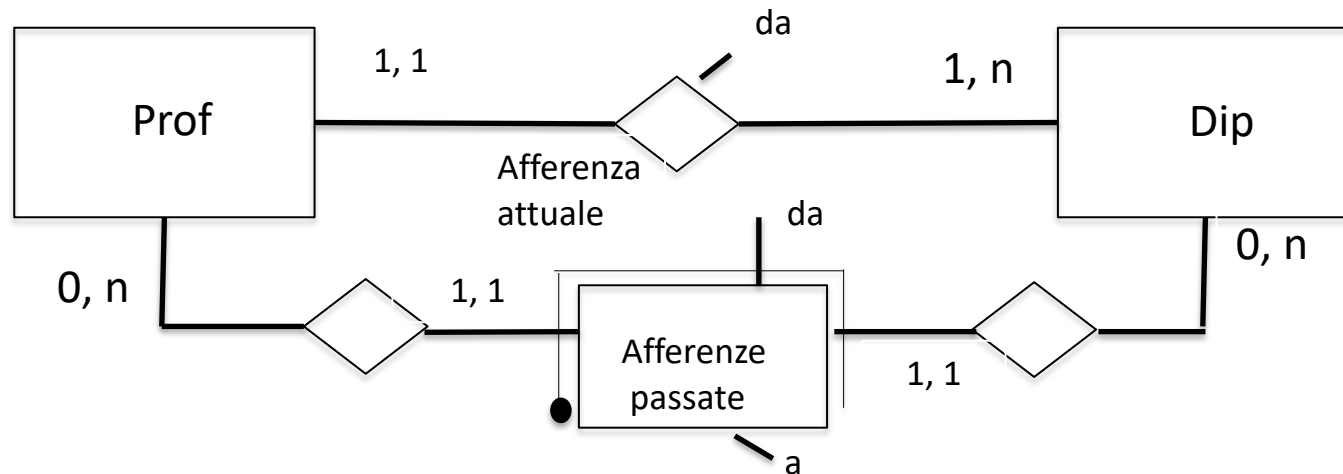 da
1, 1
1, n
Prof
Dip
Afferenza
attuale
da
0, n
0, n
1, 1
Afferenze
passate
1, 1
a